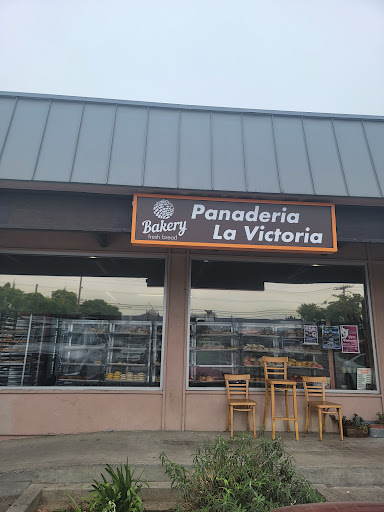 Bakery
fresh bread
Panaderia
La Victoria